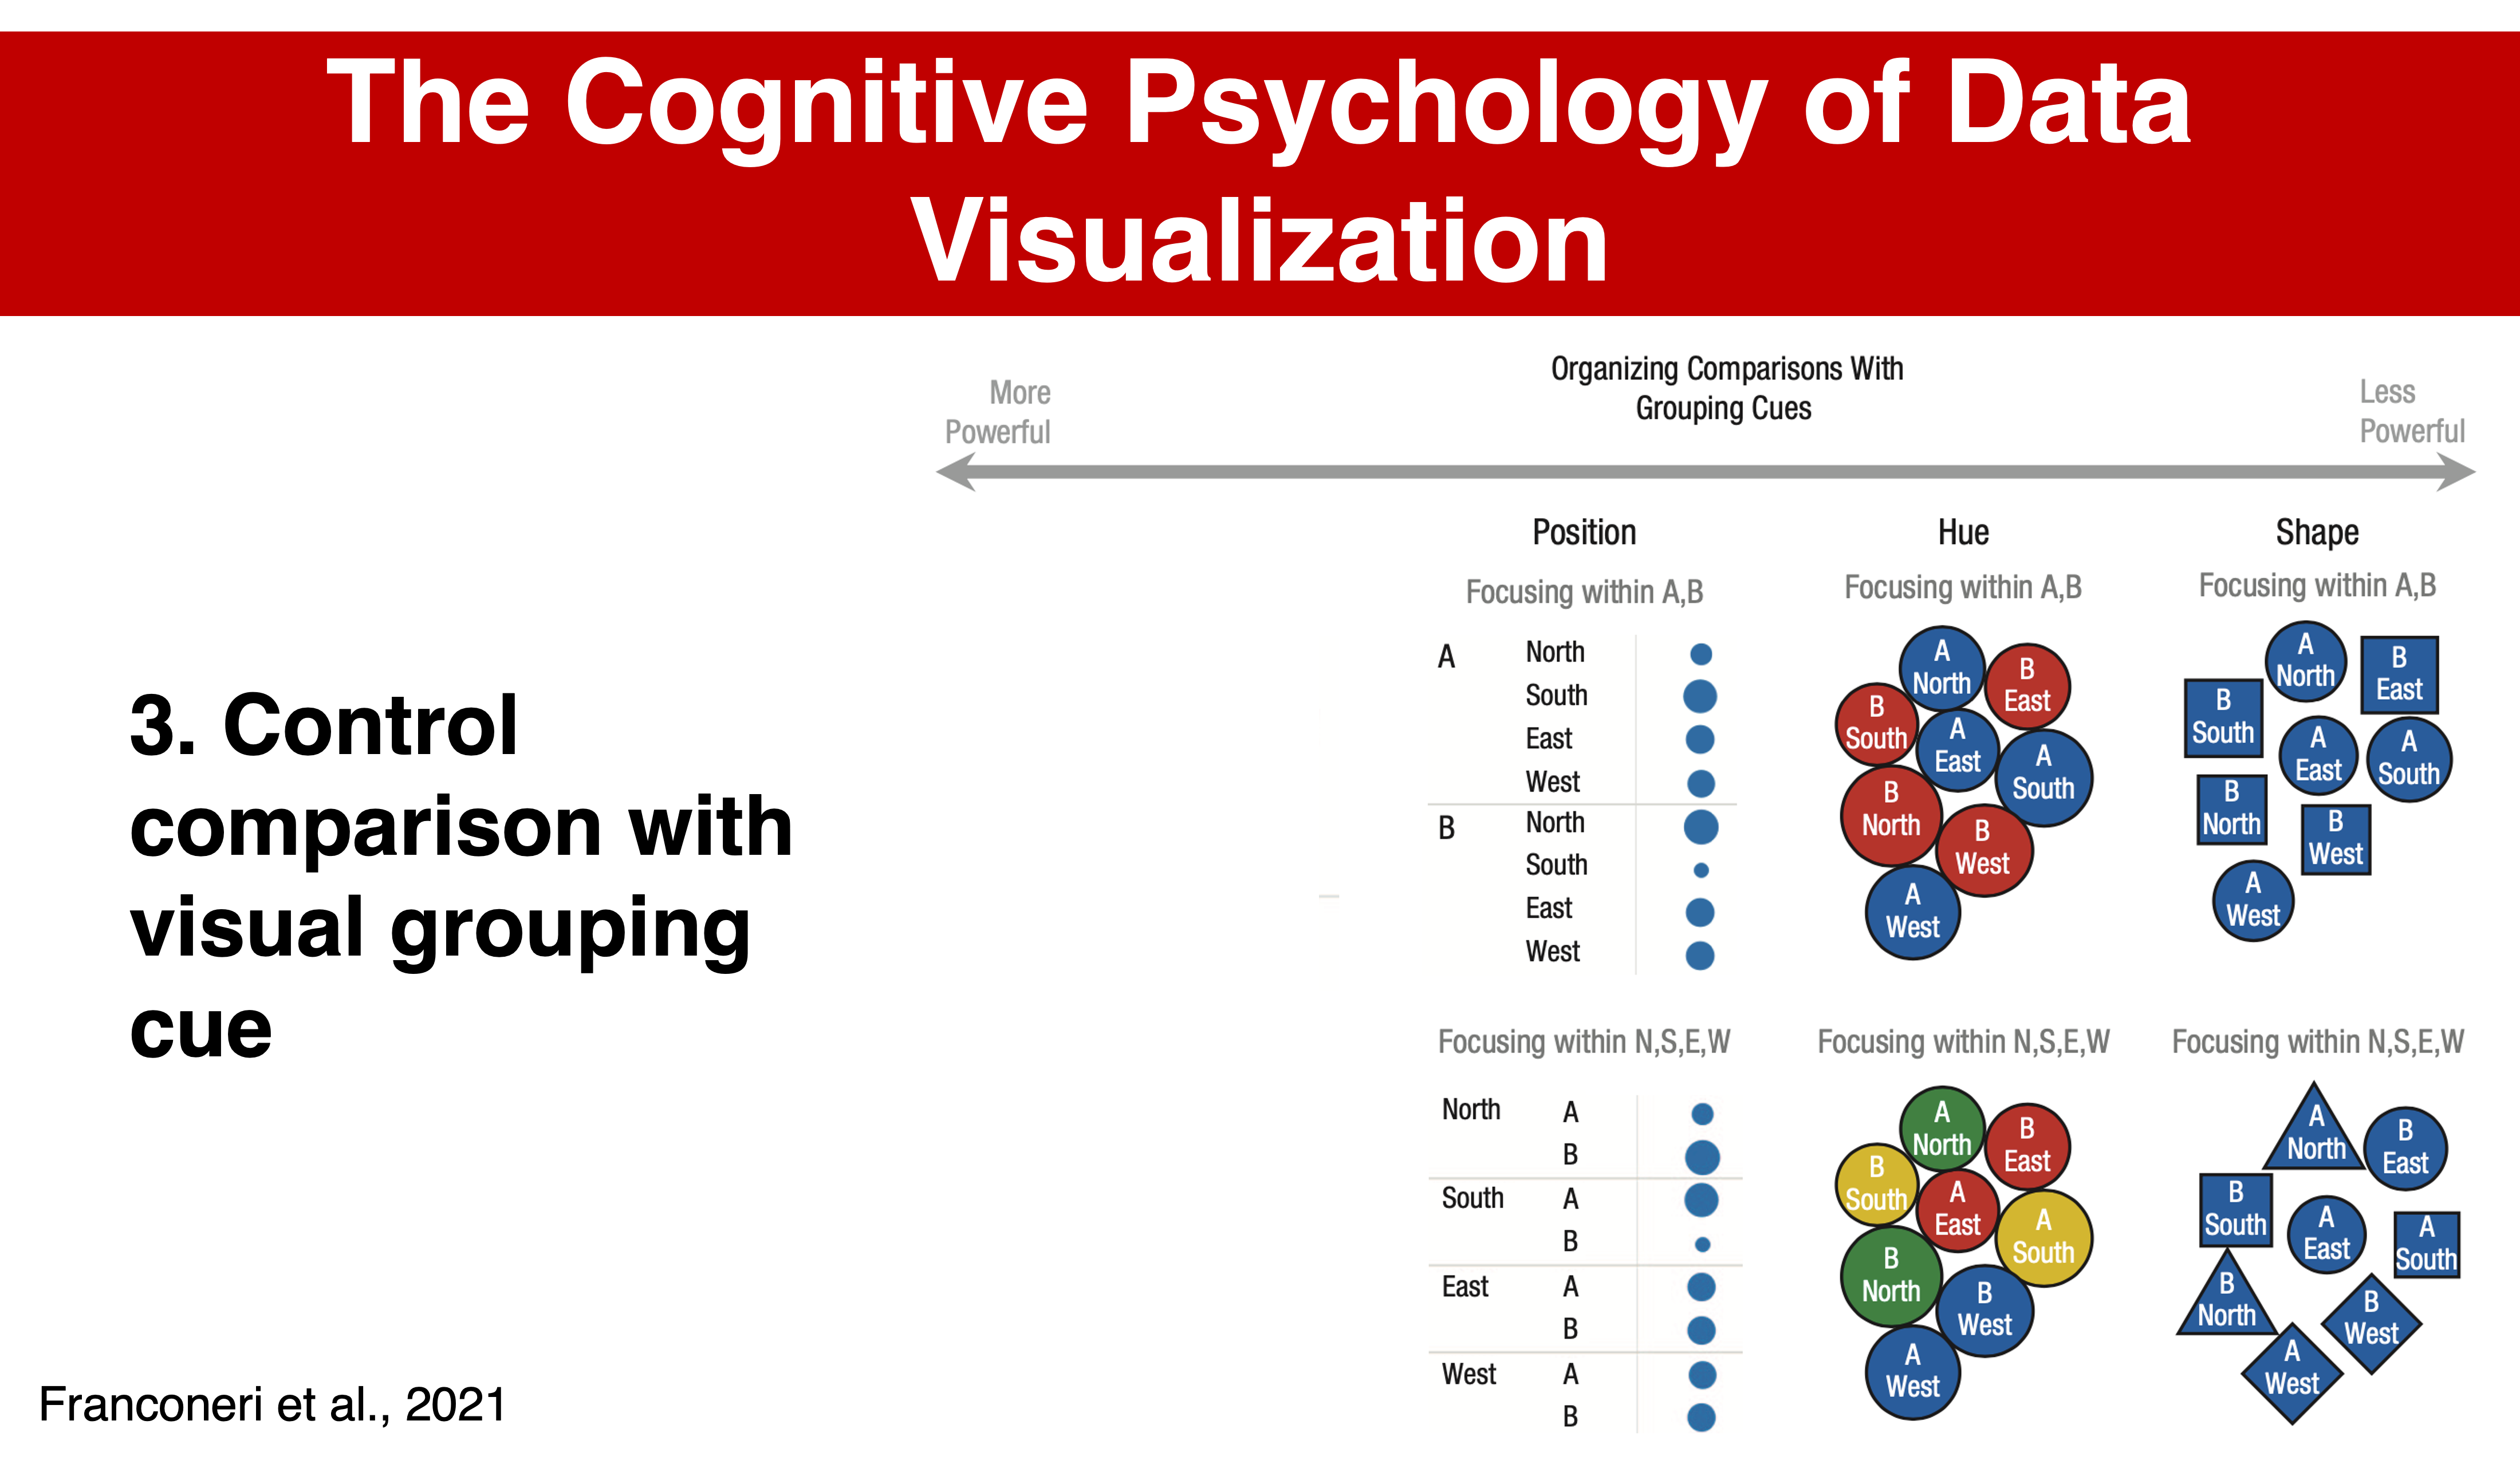 The Cognitive Psychology of Data
Visualization
3. Control
comparison with
visual grouping
cue
Franconeri et al., 2021
Organizing Comparisons With
Grouping Cues
More
Powerful
Less
Powerful
Position
Focusing within A,B
A North
South
East
West
B North
South
East
West
Focusing within N,S,E,W
North A
B
South A
B
East A
B
West A
B
Hue
Focusing within A,B
A
North
B
East
B
South
A
East
A
South
B
North
B
West
A
West
Focusing within N,S,E,W
A
North
B
East
B
South
A
East
A
South
B
North
B
West
A
West
Shape
Focusing within A,B
A
North
B
East
B
South
A
East
A
South
B
North
B
West
A
West
Focusing within N,S,E,W
A
North
B
East
B
South
A
East
A
South
B
North
B
West
A
West